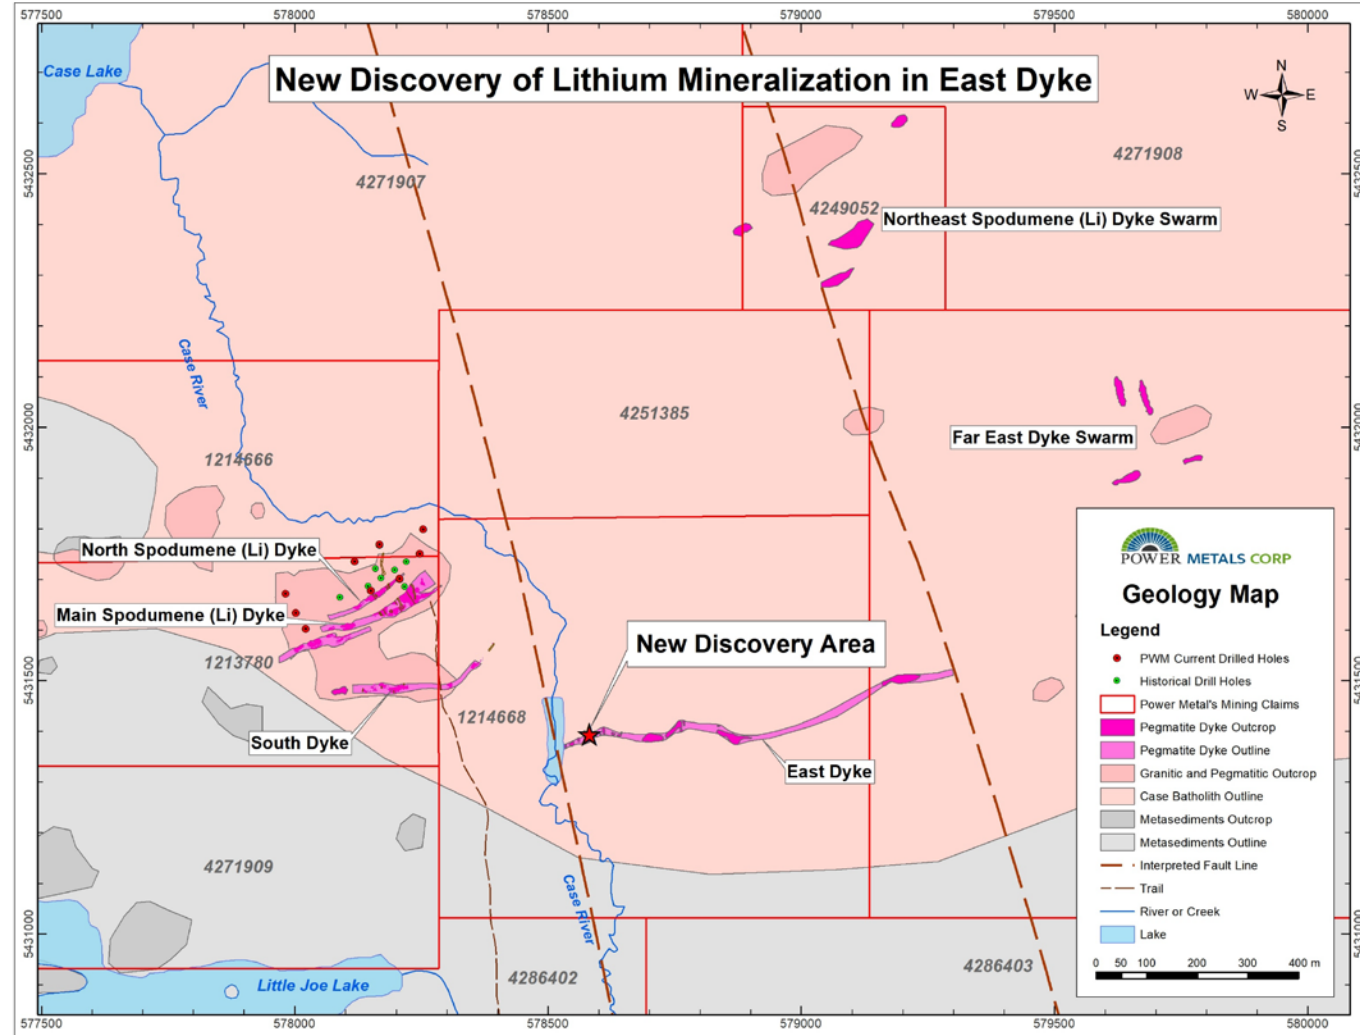 577500 578000 578500 579000 579500 580000
New Discovery of Lithium Mineralization in East Dyke
Case Lake
N
W E
S
5432500
5432500
4271907
4271908
4249052
Northeast Spodumene (Li) Dyke Swarm
Case River
5432000
5432000
4251385
Far East Dyke Swarm
1214666
North Spodumene (Li) Dyke
Main Spodumene (Li) Dyke
New Discovery Area
1213780
5431500
5431500
1214668
South Dyke
East Dyke
4271909
Case River
5431000
5431000
4286402
4286403
Little Joe Lake
POWER METALS CORP
Geology Map
Legend
PWM Current Drilled Holes
Historical Drill Holes
Power Metal's Mining Claims
Pegmatite Dyke Outcrop
Pegmatite Dyke Outline
Granitic and Pegmatitic Outcrop
Case Batholith Outline
Metasediments Outcrop
Metasediments Outline
Interpreted Fault Line
Trail
River or Creek
Lake
0 50 100 200 300 400 m
577500 578000 578500 579000 579500 580000